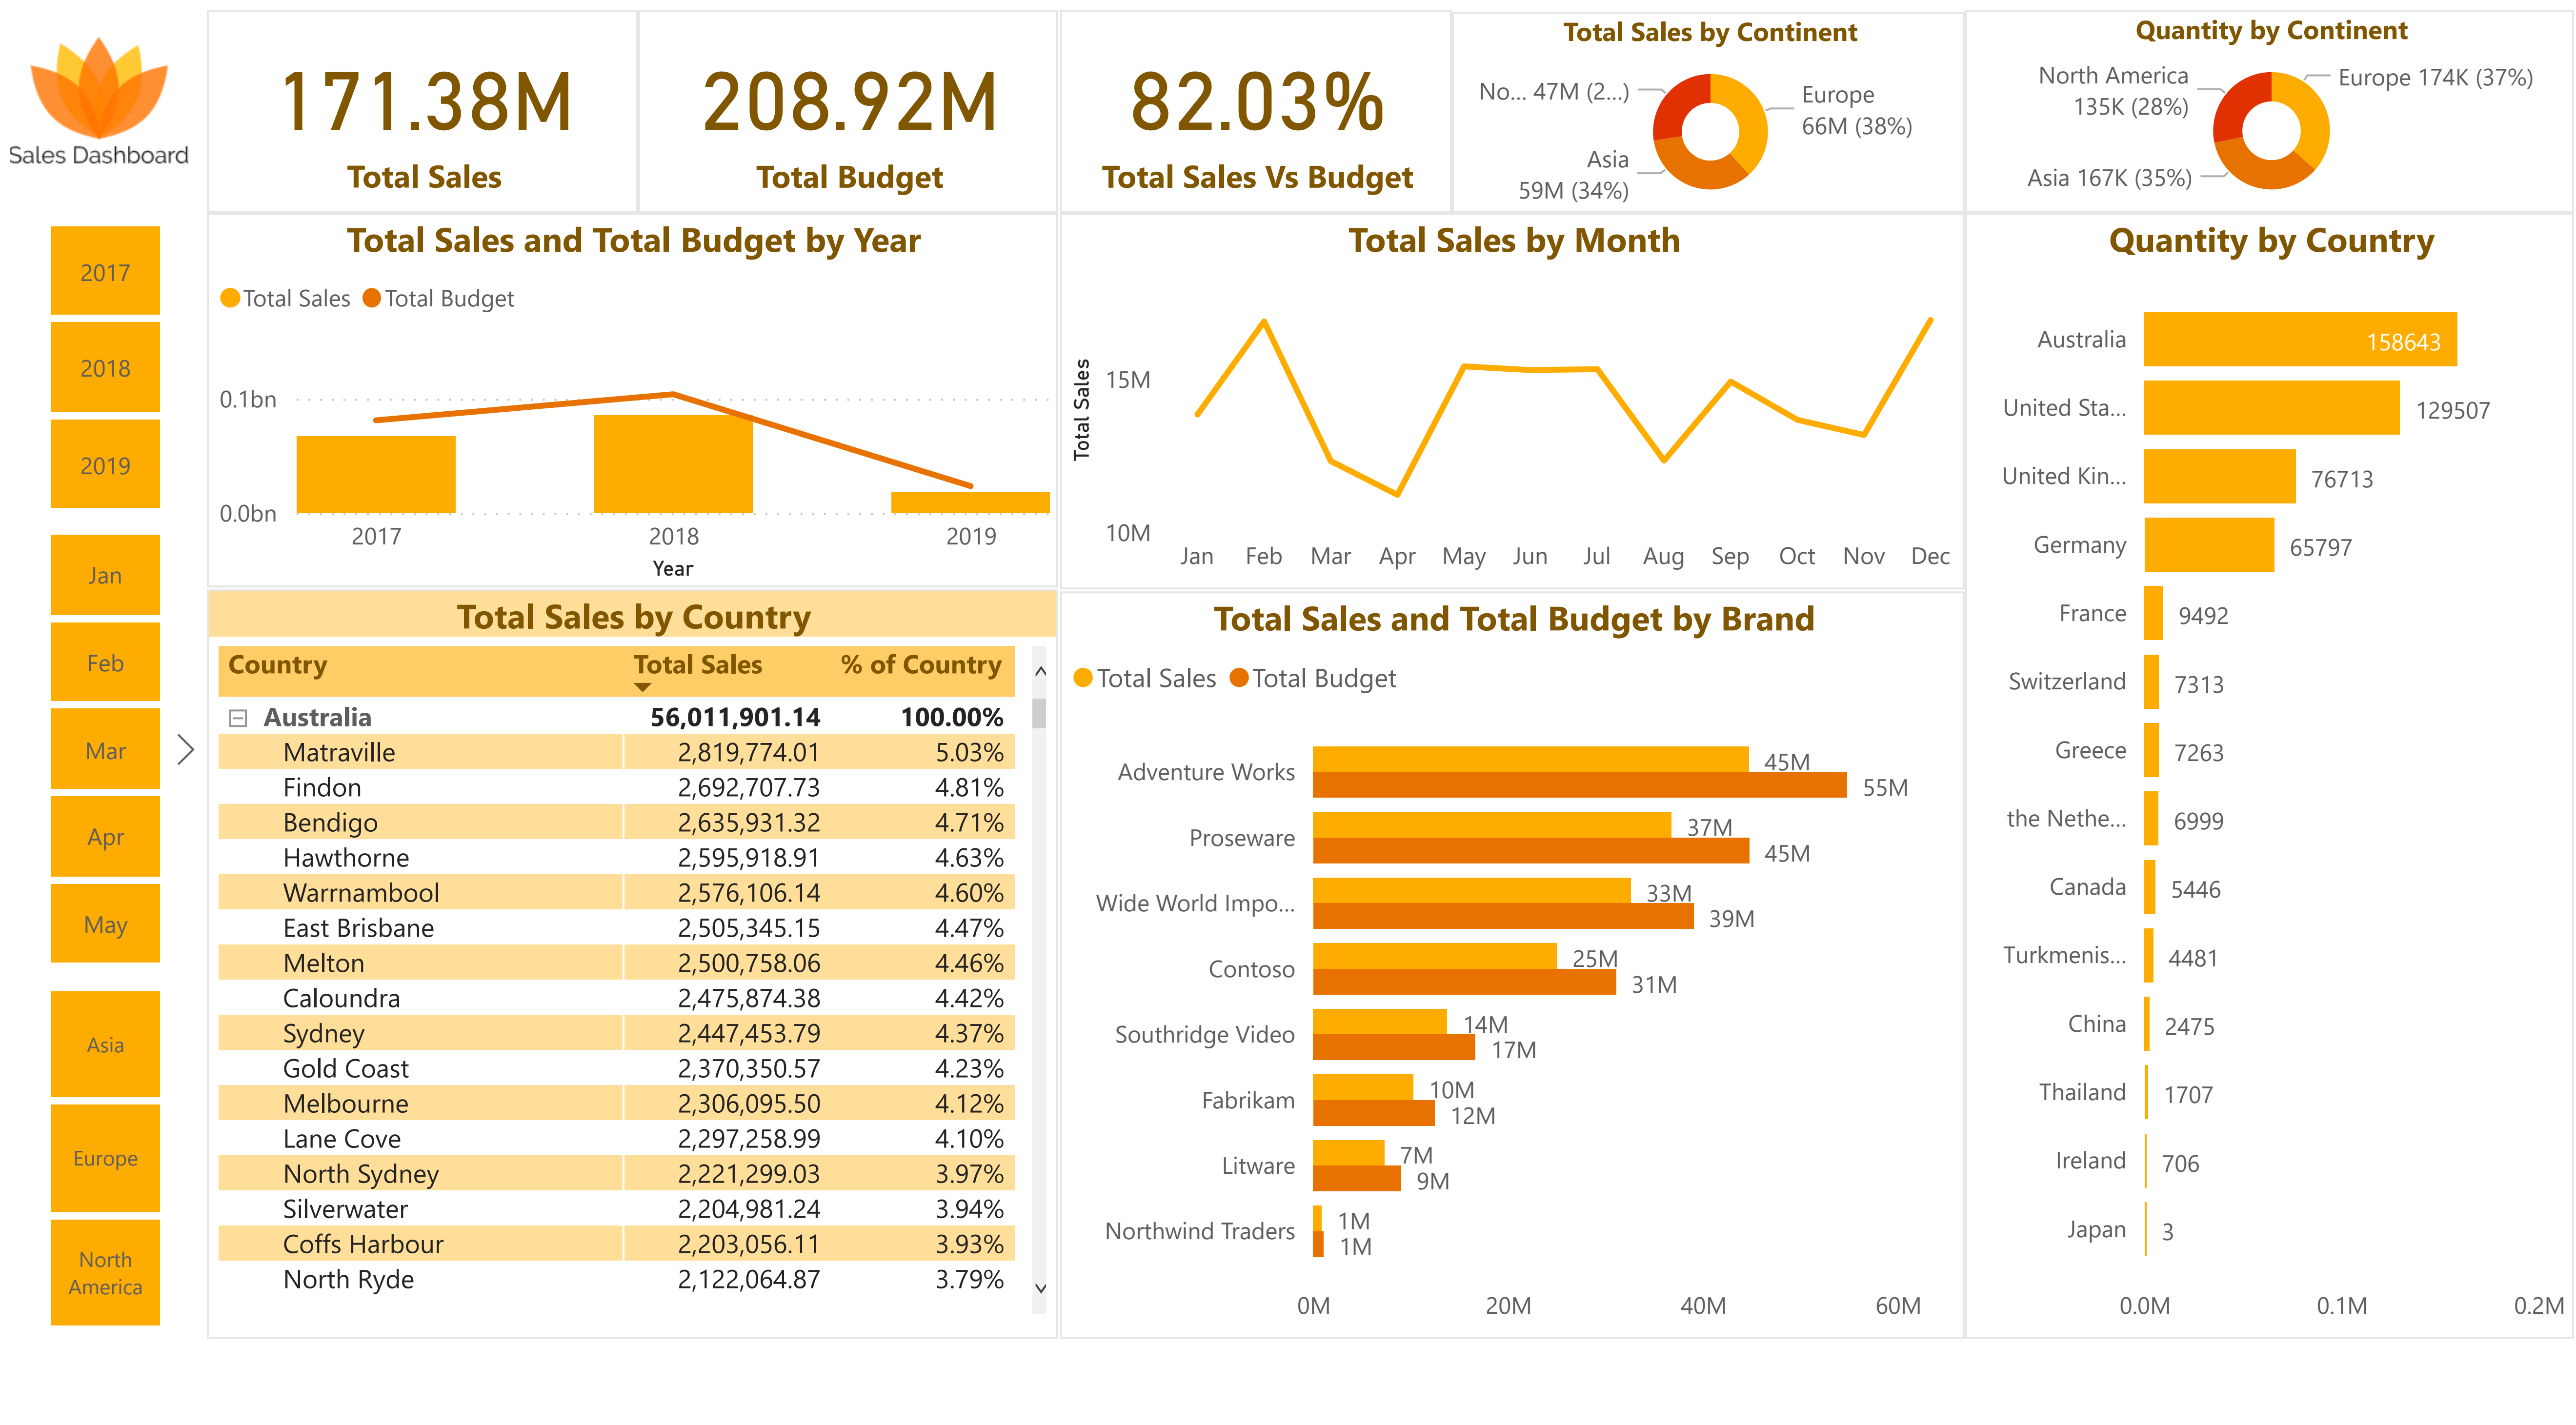 Sales Dashboard
2017
2018
2019
Jan
Feb
Mar
Apr
May
Asia
Europe
North
America
171.38M
Total Sales
208.92M
Total Budget
82.03%
Total Sales Vs Budget
Total Sales by Continent
No... 47M (2...)
Europe
66M (38%)
Asia
59M (34%)
Quantity by Continent
North America
135K (28%)
Europe 174K (37%)
Asia 167K (35%)
Total Sales and Total Budget by Year
Total Sales Total Budget
0.1bn
0.0bn
2017 2018 2019
Year
Total Sales by Month
Total Sales
15M
10M
Jan Feb Mar Apr May Jun Jul Aug Sep Oct Nov Dec
Quantity by Country
Australia 158643
United Sta... 129507
United Kin... 76713
Germany 65797
France 9492
Switzerland 7313
Greece 7263
the Nethe... 6999
Canada 5446
Turkmenis... 4481
China 2475
Thailand 1707
Ireland 706
Japan 3
0.0M 0.1M 0.2M
Total Sales by Country
Country Total Sales % of Country
Australia 56,011,901.14 100.00%
Matraville 2,819,774.01 5.03%
Findon 2,692,707.73 4.81%
Bendigo 2,635,931.32 4.71%
Hawthorne 2,595,918.91 4.63%
Warrnambool 2,576,106.14 4.60%
East Brisbane 2,505,345.15 4.47%
Melton 2,500,758.06 4.46%
Caloundra 2,475,874.38 4.42%
Sydney 2,447,453.79 4.37%
Gold Coast 2,370,350.57 4.23%
Melbourne 2,306,095.50 4.12%
Lane Cove 2,297,258.99 4.10%
North Sydney 2,221,299.03 3.97%
Silverwater 2,204,981.24 3.94%
Coffs Harbour 2,203,056.11 3.93%
North Ryde 2,122,064.87 3.79%
Total Sales and Total Budget by Brand
Total Sales Total Budget
Adventure Works 45M
55M
Proseware 37M
45M
Wide World Impo... 33M
39M
Contoso 25M
31M
Southridge Video 14M
17M
Fabrikam 10M
12M
Litware 7M
9M
Northwind Traders 1M
1M
0M 20M 40M 60M